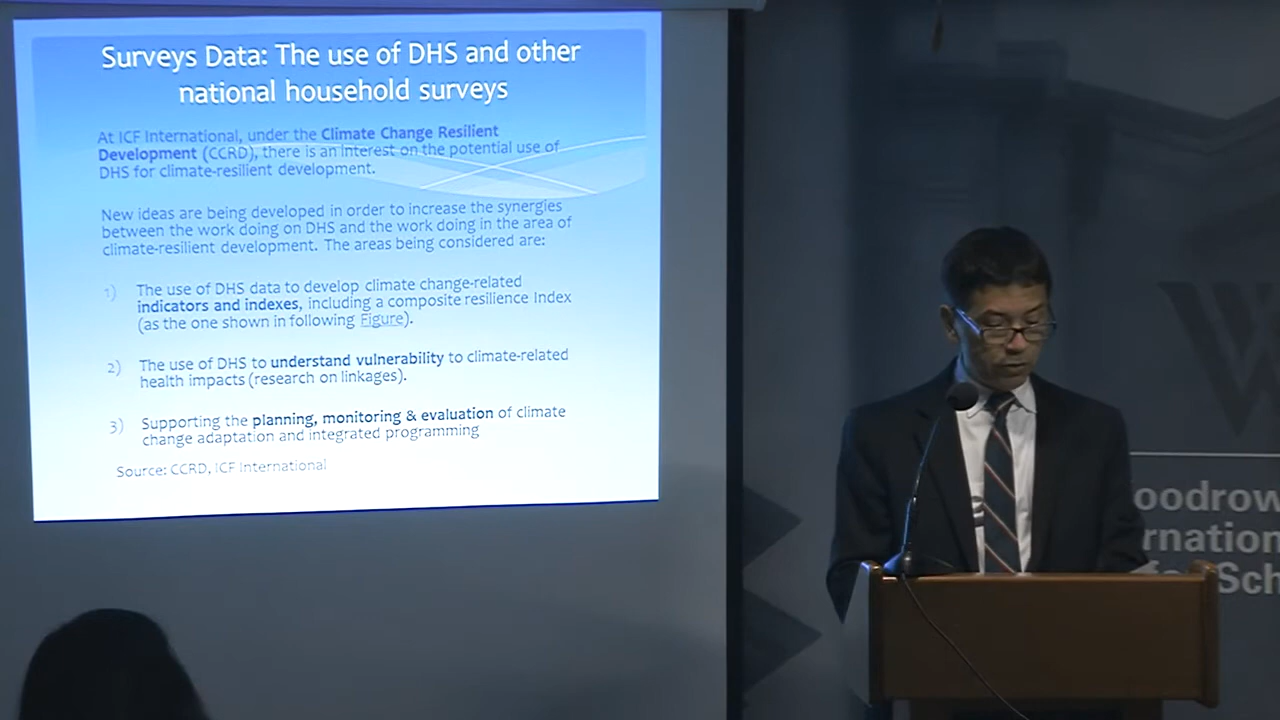 Surveys Data: The use of DHS and other
national household surveys
At ICF International, under the Climate Change Resilient
Development (CCRD), there is an interest on the potential use of
DHS for climate-resilient development.
New ideas are being developed in order to increase the synergies
between the work doing on DHS and the work doing in the area of
climate-resilient development. The areas being considered are:
1) The use of DHS data to develop climate change-related
indicators and indexes, including a composite resilience Index
(as the one shown in following Figure).
2) The use of DHS to understand vulnerability to climate-related
health impacts (research on linkages).
3) Supporting the planning, monitoring & evaluation of climate
change adaptation and integrated programming
Source: CCRD, ICF International
W
oodrow
rnation
for Sch